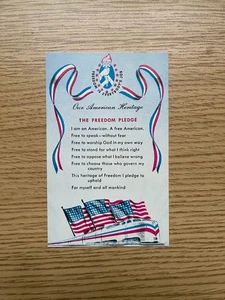 Our American Heritage
THE FREEDOM PLEDGE
I am an American. A free American.
Free to speak—without fear
Free to worship God in my own way
Free to stand for what I think right
Free to oppose what I believe wrong
Free to choose those who govern my
country
This heritage of Freedom I pledge to
uphold
For myself and all mankind